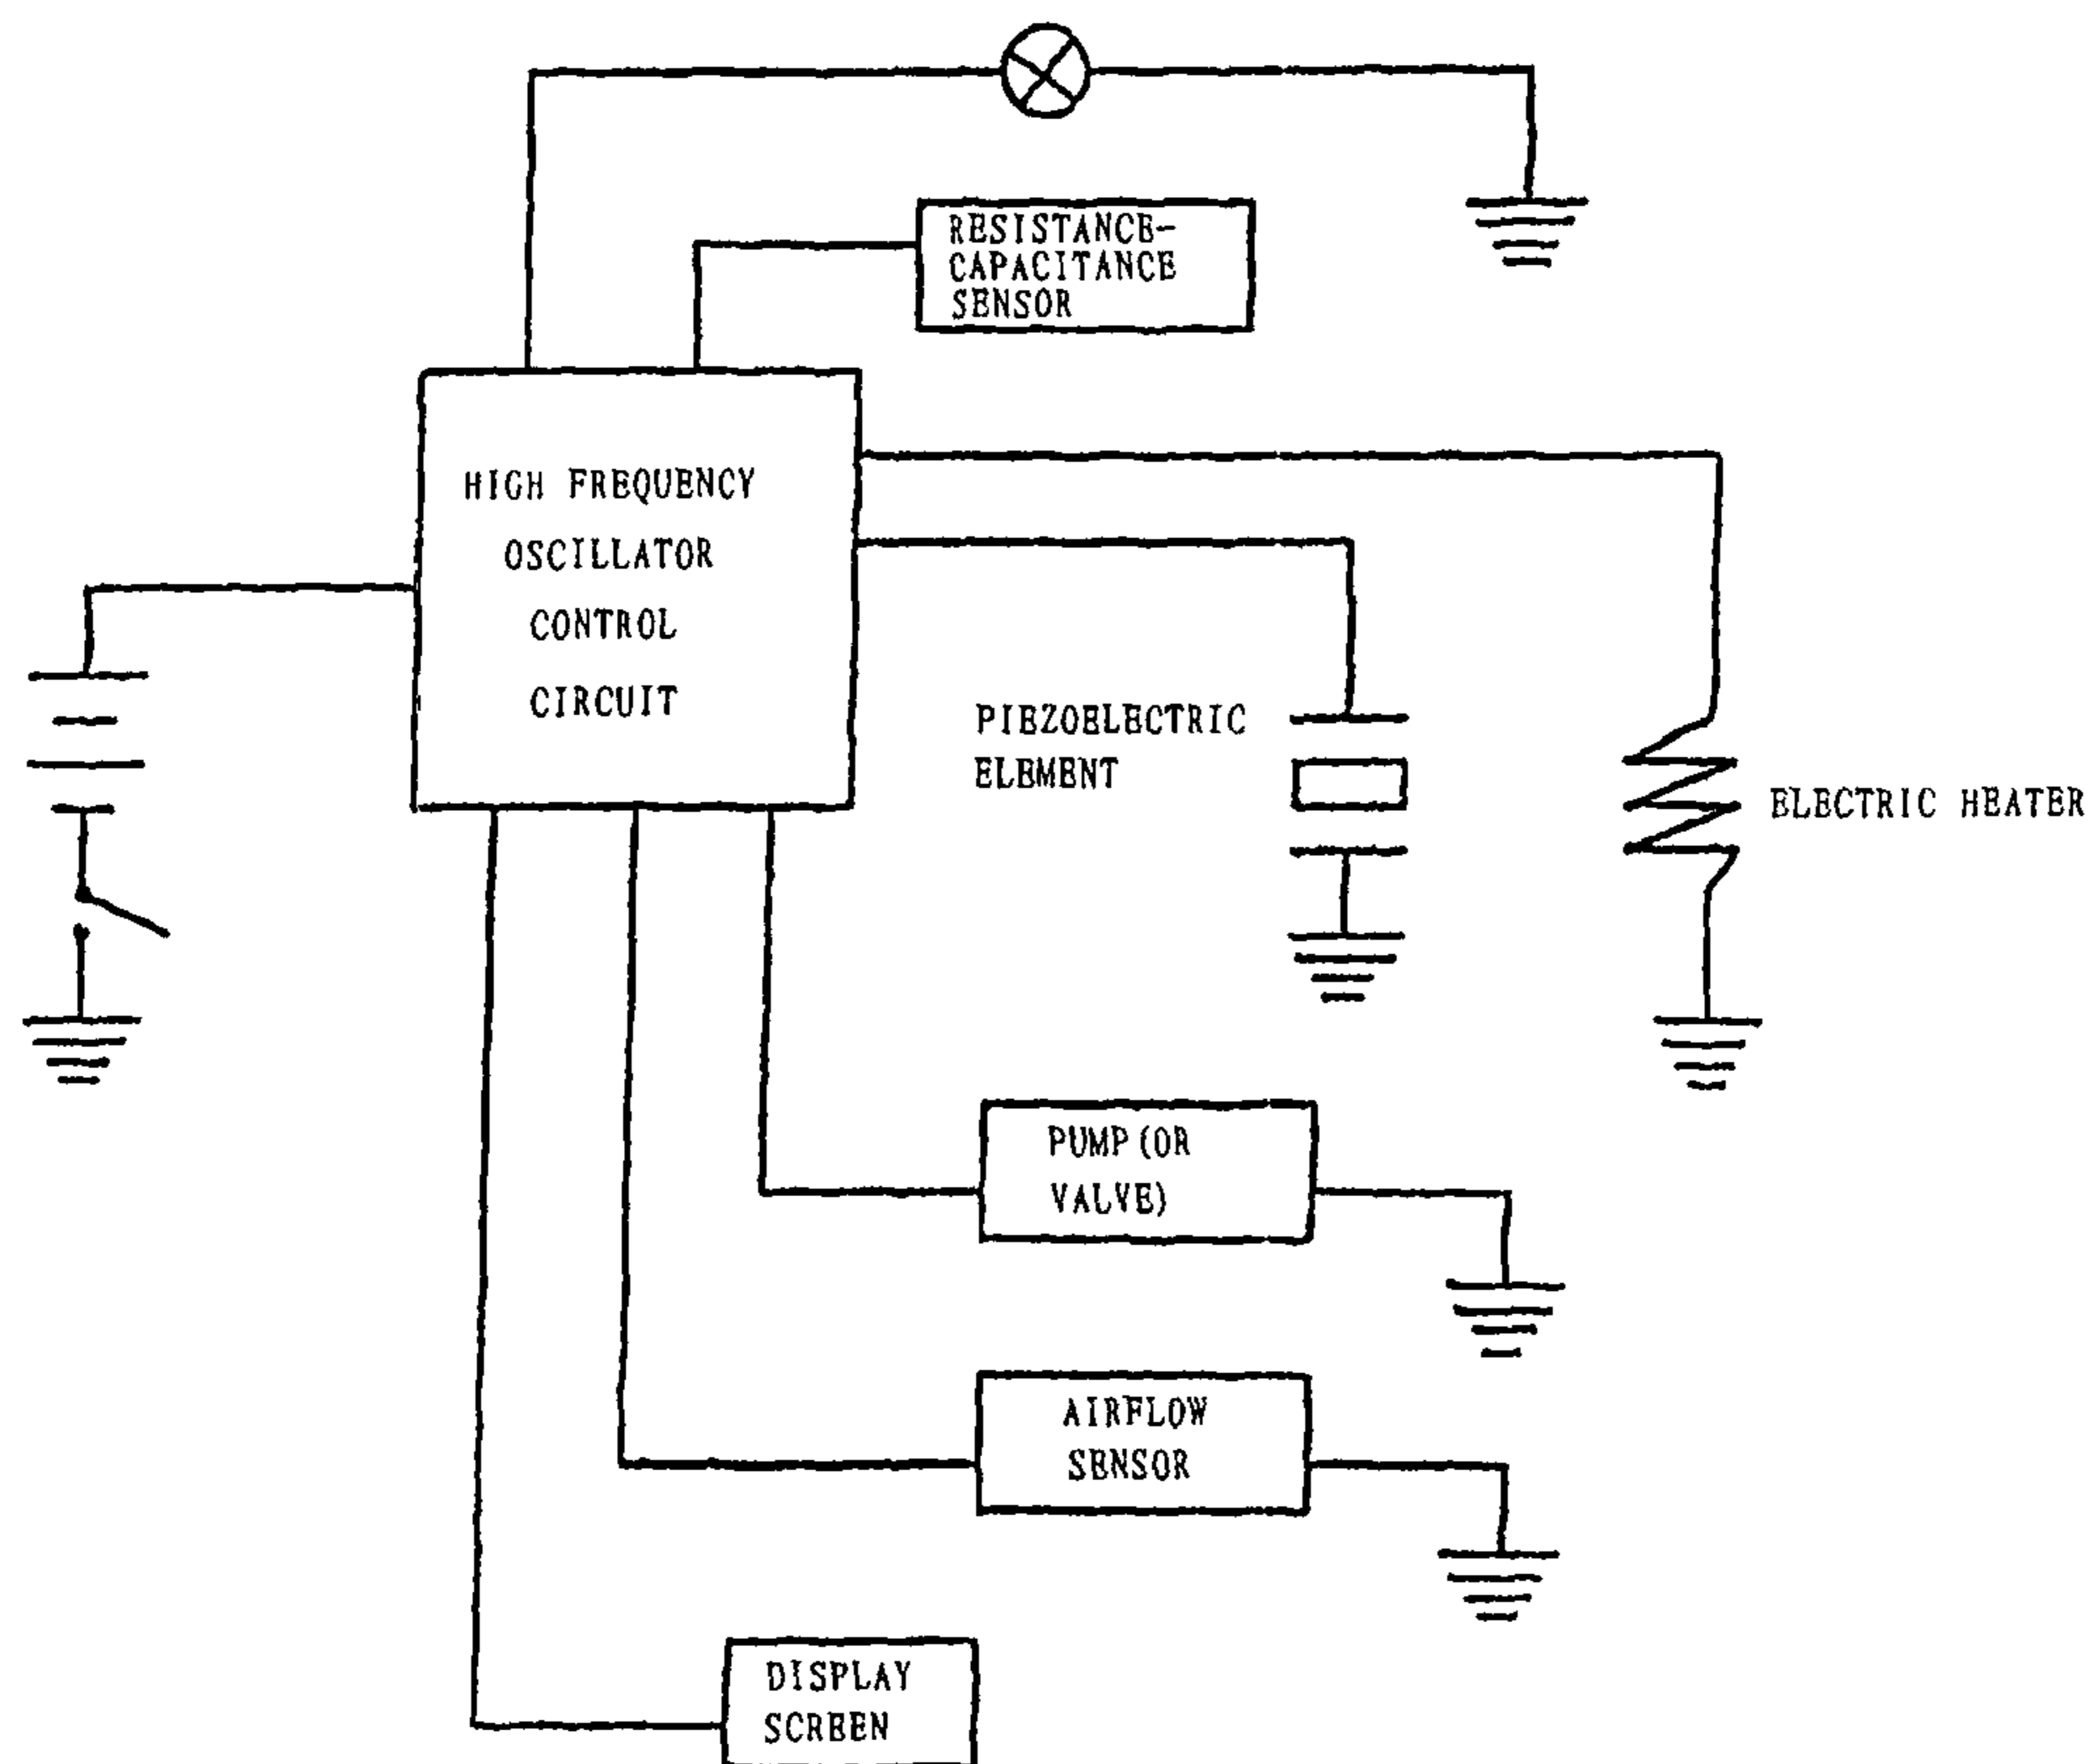 RESISTANCE-
CAPACITANCE
SENSOR
HIGH FREQUENCY
OSCILLATOR
CONTROL
CIRCUIT
PIEZOELECTRIC
ELEMENT
ELECTRIC HEATER
PUMP(OR
VALVE)
AIRFLOW
SENSOR
DISPLAY
SCREEN